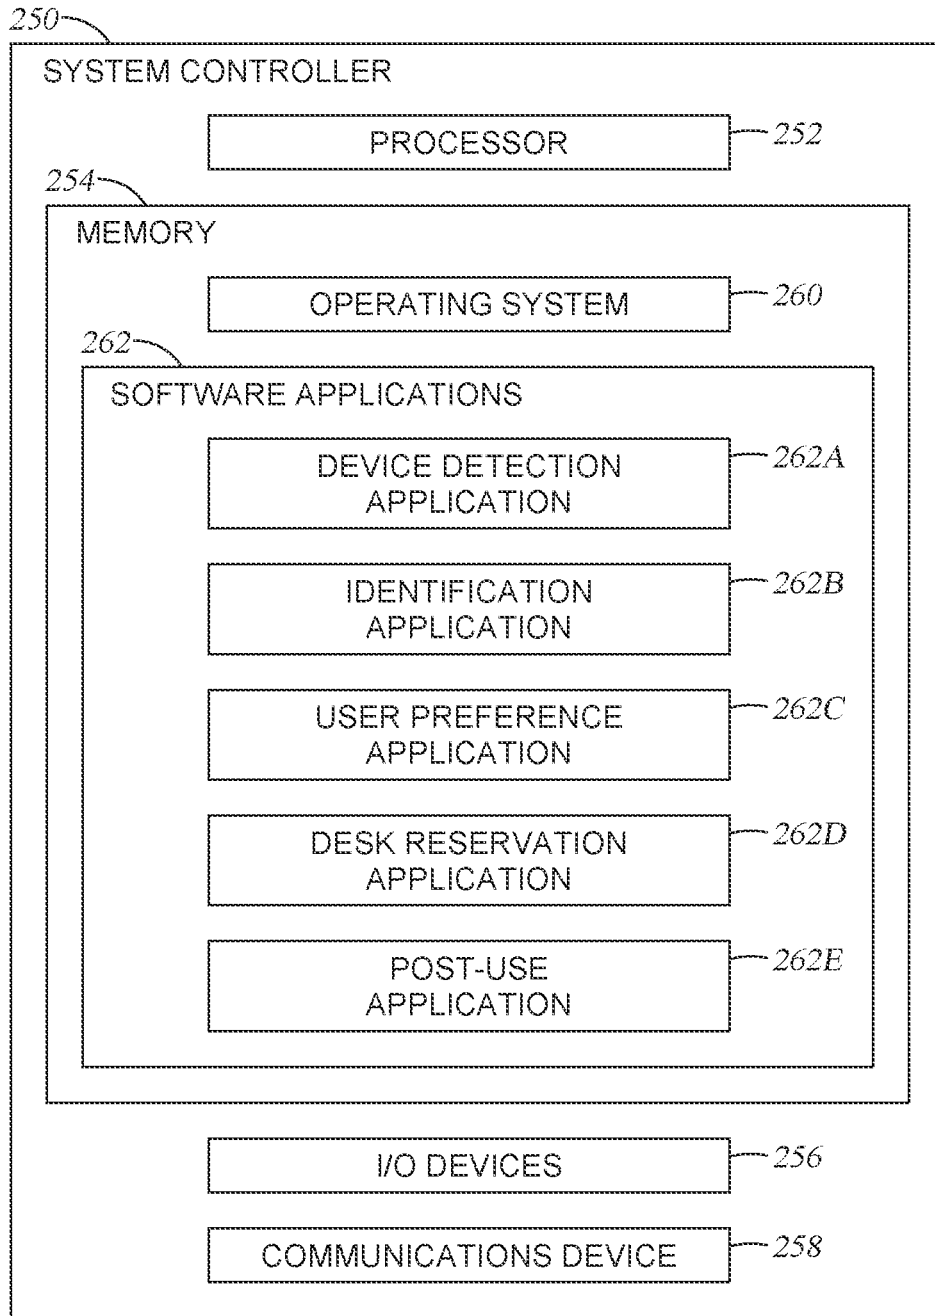 250
SYSTEM CONTROLLER
PROCESSOR
252
254
MEMORY
OPERATING SYSTEM
260
262
SOFTWARE APPLICATIONS
DEVICE DETECTION
APPLICATION
262A
IDENTIFICATION
APPLICATION
262B
USER PREFERENCE
APPLICATION
262C
DESK RESERVATION
APPLICATION
262D
POST-USE
APPLICATION
262E
I/O DEVICES
256
COMMUNICATIONS DEVICE
258